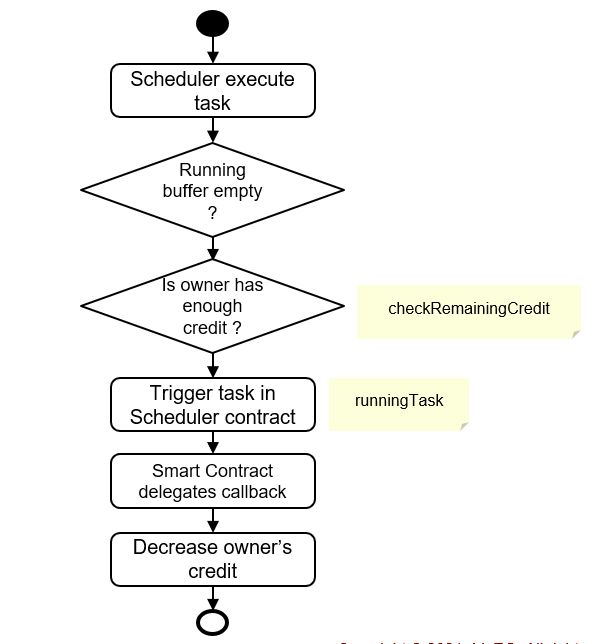 Scheduler execute
task
Running
buffer empty
?
Is owner has
enough
credit ?
checkRemainingCredit
Trigger task in
Scheduler contract
runningTask
Smart Contract
delegates callback
Decrease owner’s
credit